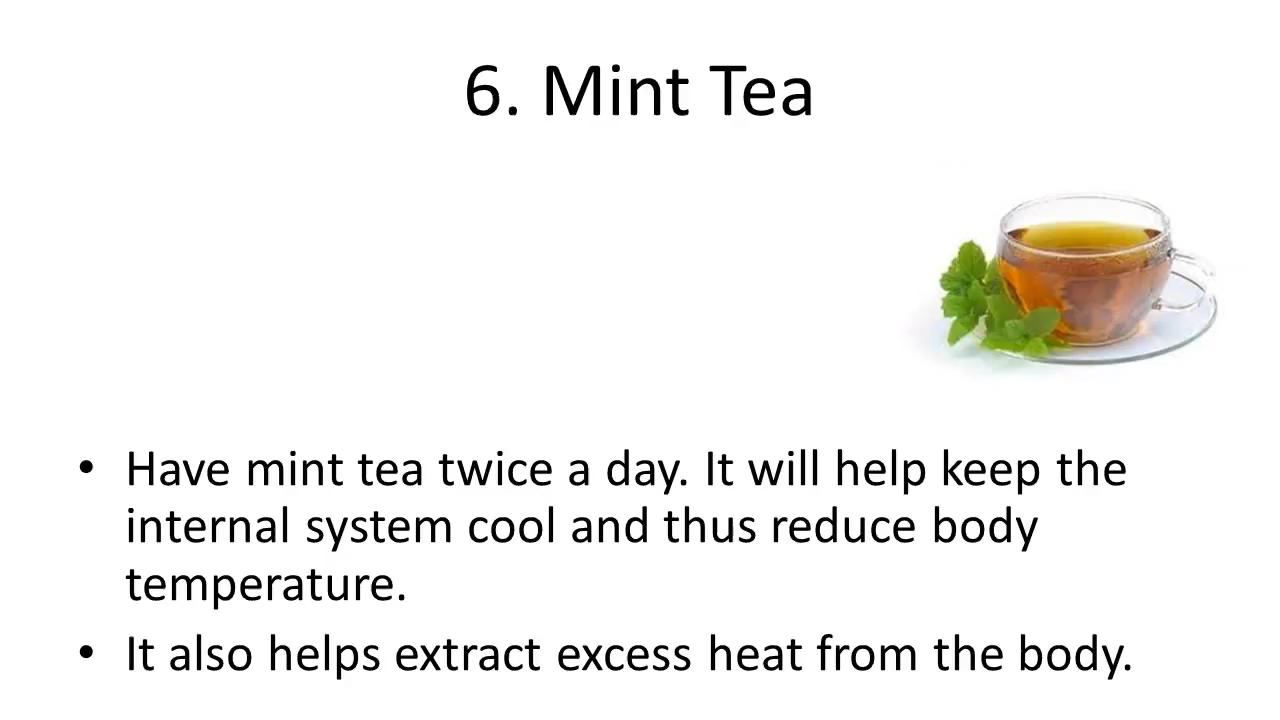 6. Mint Tea
• Have mint tea twice a day. It will help keep the
internal system cool and thus reduce body
temperature.
• It also helps extract excess heat from the body.